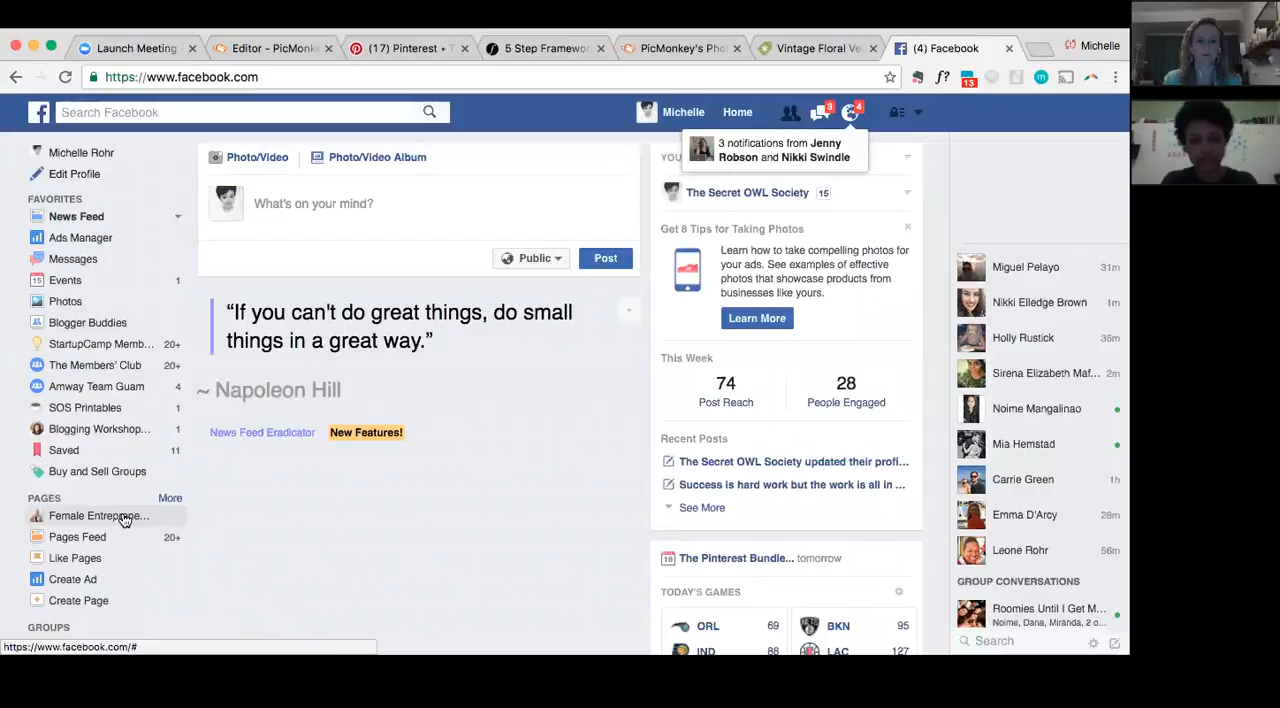 Launch Meeting
Editor - PicMonk
(17) Pinterest • T
5 Step Framewo
PicMonkey's Pho
Vintage Floral Ve
(4) Facebook
Michelle
https://www.facebook.com
f?
13
m
Search Facebook
Michelle
Home
3
4
Michelle Rohr
Edit Profile
FAVORITES
News Feed
Ads Manager
Messages
15 Events 1
Photos
Blogger Buddies
StartupCamp Memb... 20+
The Members' Club 20+
Amway Team Guam 4
SOS Printables 1
Blogging Workshop... 1
Saved 11
Buy and Sell Groups
PAGES More
Female Entreprene...
Pages Feed 20+
Like Pages
Create Ad
Create Page
GROUPS
https://www.facebook.com/#
Photo/Video
Photo/Video Album
What's on your mind?
Public
Post
“If you can't do great things, do small
things in a great way.”
~ Napoleon Hill
News Feed Eradicator New Features!
3 notifications from Jenny
Robson and Nikki Swindle
YOU
The Secret OWL Society 15
Get 8 Tips for Taking Photos
Learn how to take compelling photos for
your ads. See examples of effective
photos that showcase products from
businesses like yours.
Learn More
This Week
74 28
Post Reach People Engaged
Recent Posts
The Secret OWL Society updated their profi...
Success is hard work but the work is all in ...
See More
16 The Pinterest Bundle... tomorrow
TODAY'S GAMES
ORL 69 BKN 95
IND 88 LAC 127
Miguel Pelayo 31m
Nikki Elledge Brown 1m
Holly Rustick 35m
Sirena Elizabeth Maf... 2m
Noime Mangalinao
Mia Hemstad
Carrie Green 1h
Emma D'Arcy 28m
Leone Rohr 56m
GROUP CONVERSATIONS
Roomies Until I Get M...
Noime, Dana, Miranda, 2 o...
Search